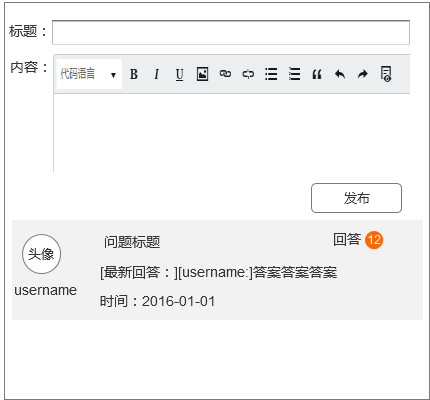 标题：
内容：
代码语言 ▼ B I U
发布
头像 问题标题 回答 12
[最新回答：][username:]答案答案答案
username
时间：2016-01-01